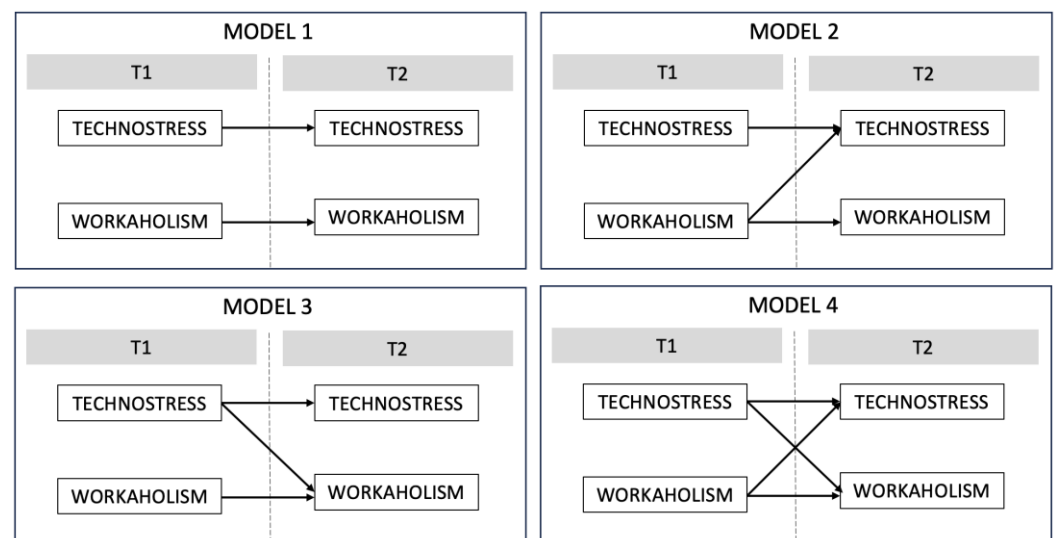 MODEL 1
T1
T2
TECHNOSTRESS
TECHNOSTRESS
WORKAHOLISM
WORKAHOLISM
MODEL 2
T1
T2
TECHNOSTRESS
TECHNOSTRESS
WORKAHOLISM
WORKAHOLISM
MODEL 3
T1
T2
TECHNOSTRESS
TECHNOSTRESS
WORKAHOLISM
WORKAHOLISM
MODEL 4
T1
T2
TECHNOSTRESS
TECHNOSTRESS
WORKAHOLISM
WORKAHOLISM